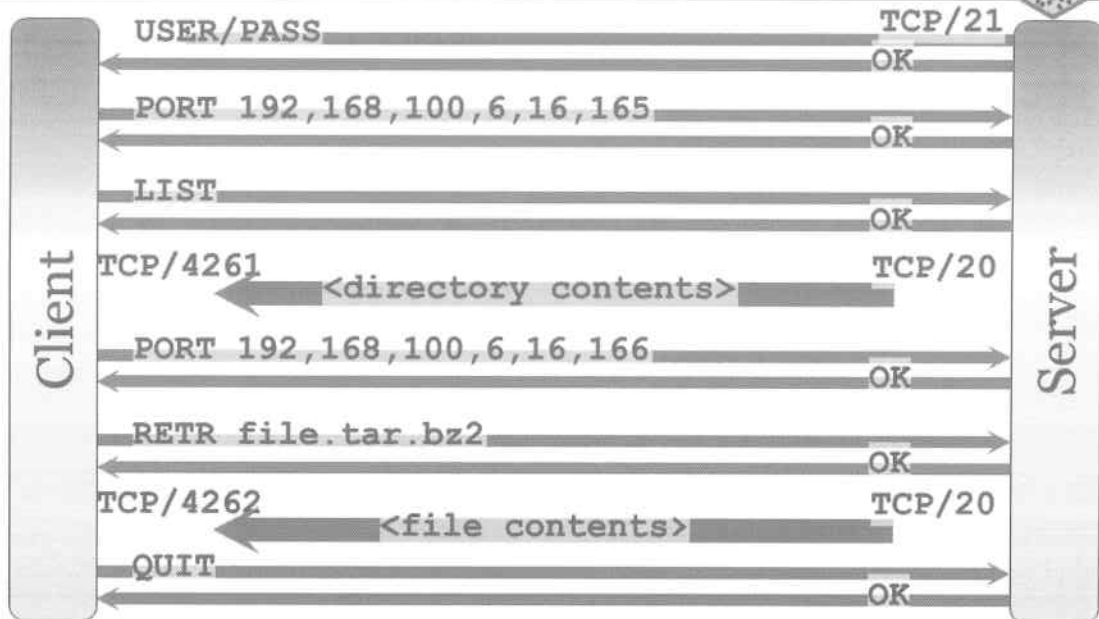 USER/PASS TCP/21
OK
PORT 192,168,100,6,16,165
OK
LIST
OK
TCP/4261 TCP/20
<directory contents>
PORT 192,168,100,6,16,166
OK
RETR file.tar.bz2
OK
TCP/4262 TCP/20
<file contents>
QUIT
OK
Client
Server